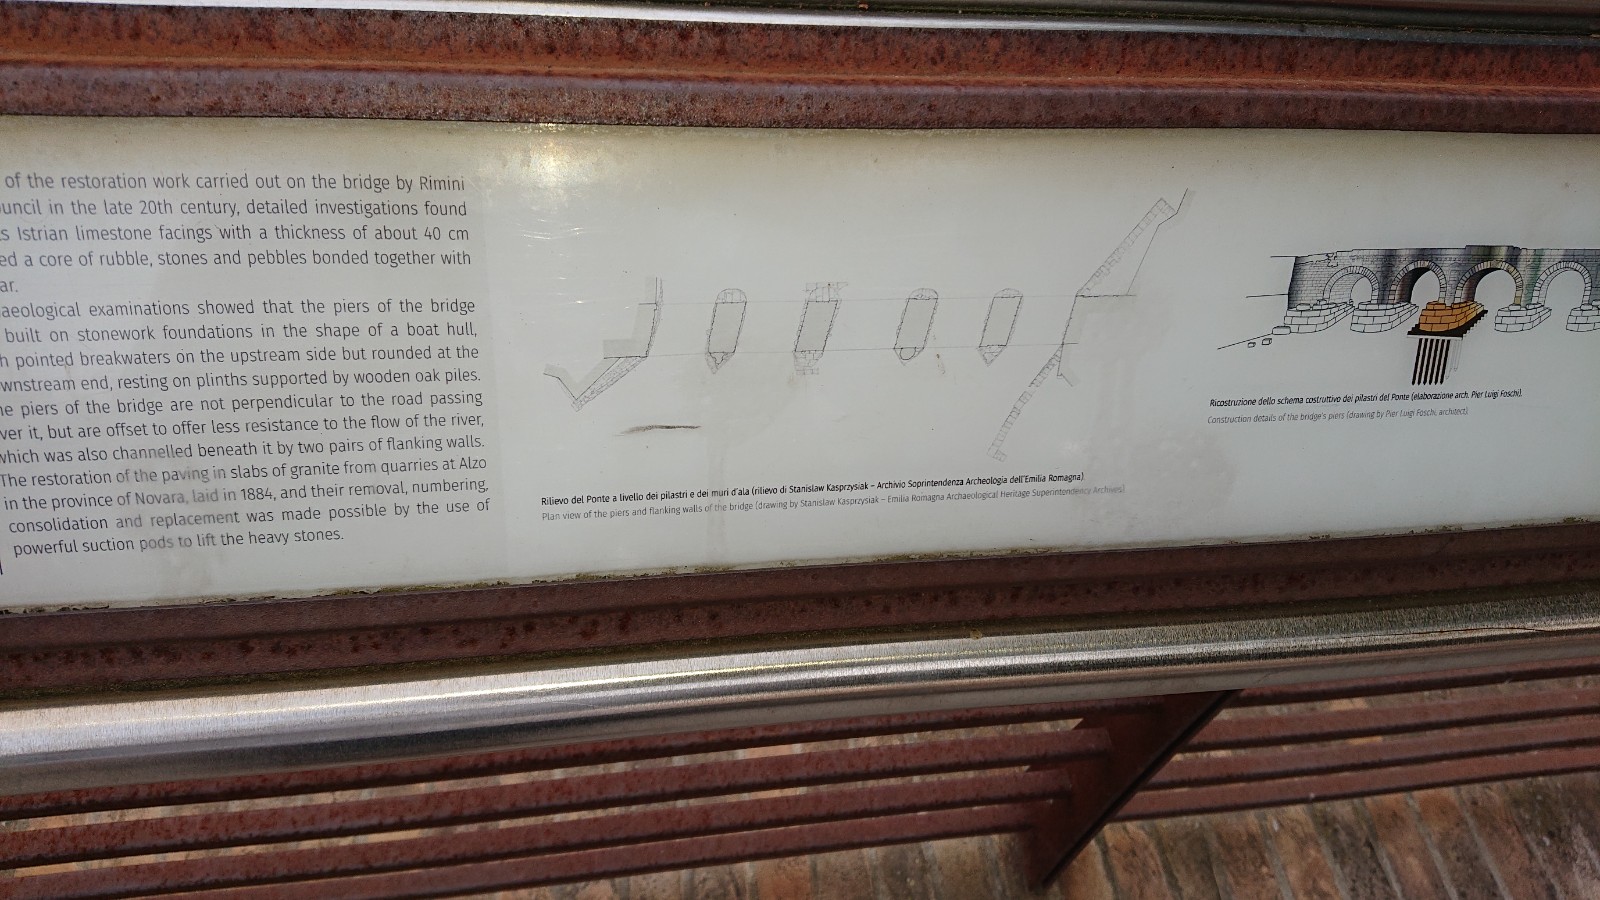 of the restoration work carried out on the bridge by Rimini
uncil in the late 20th century, detailed investigations found
s Istrian limestone facings with a thickness of about 40 cm
ed a core of rubble, stones and pebbles bonded together with
ar.
aeological examinations showed that the piers of the bridge
built on stonework foundations in the shape of a boat hull,
h pointed breakwaters on the upstream side but rounded at the
wnstream end, resting on plinths supported by wooden oak piles.
he piers of the bridge are not perpendicular to the road passing
ver it, but are offset to offer less resistance to the flow of the river,
which was also channelled beneath it by two pairs of flanking walls.
The restoration of the paving in slabs of granite from quarries at Alzo
in the province of Novara, laid in 1884, and their removal, numbering,
consolidation and replacement was made possible by the use of
powerful suction pods to lift the heavy stones.
Rilievo del Ponte a livello dei pilastri e dei muri d'ala (rilievo di Stanislaw Kasprzysiak – Archivio Soprintendenza Archeologia dell'Emilia Romagna).
Plan view of the piers and flanking walls of the bridge (drawing by Stanislaw Kasprzysiak – Emilia Romagna Archaeological Heritage Superintendency Archives)
Ricostruzione dello schema costruttivo dei pilastri del Ponte (elaborazione arch. Pier Luigi Foschi).
Construction details of the bridge's piers (drawing by Pier Luigi Foschi, architect).